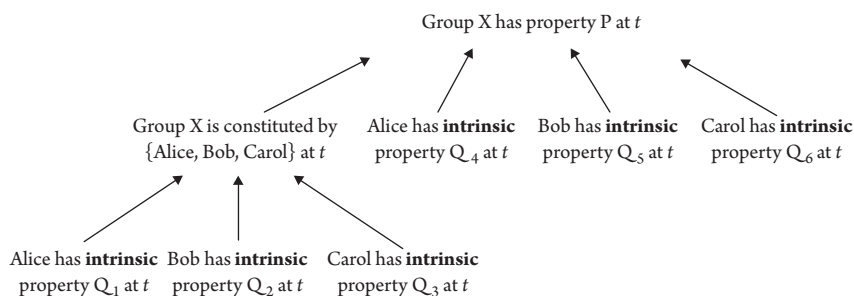 Group X has property P at t
Group X is constituted by
{Alice, Bob, Carol} at t
Alice has intrinsic
property Q₄ at t
Bob has intrinsic
property Q₅ at t
Carol has intrinsic
property Q₆ at t
Alice has intrinsic
property Q₁ at t
Bob has intrinsic
property Q₂ at t
Carol has intrinsic
property Q₃ at t